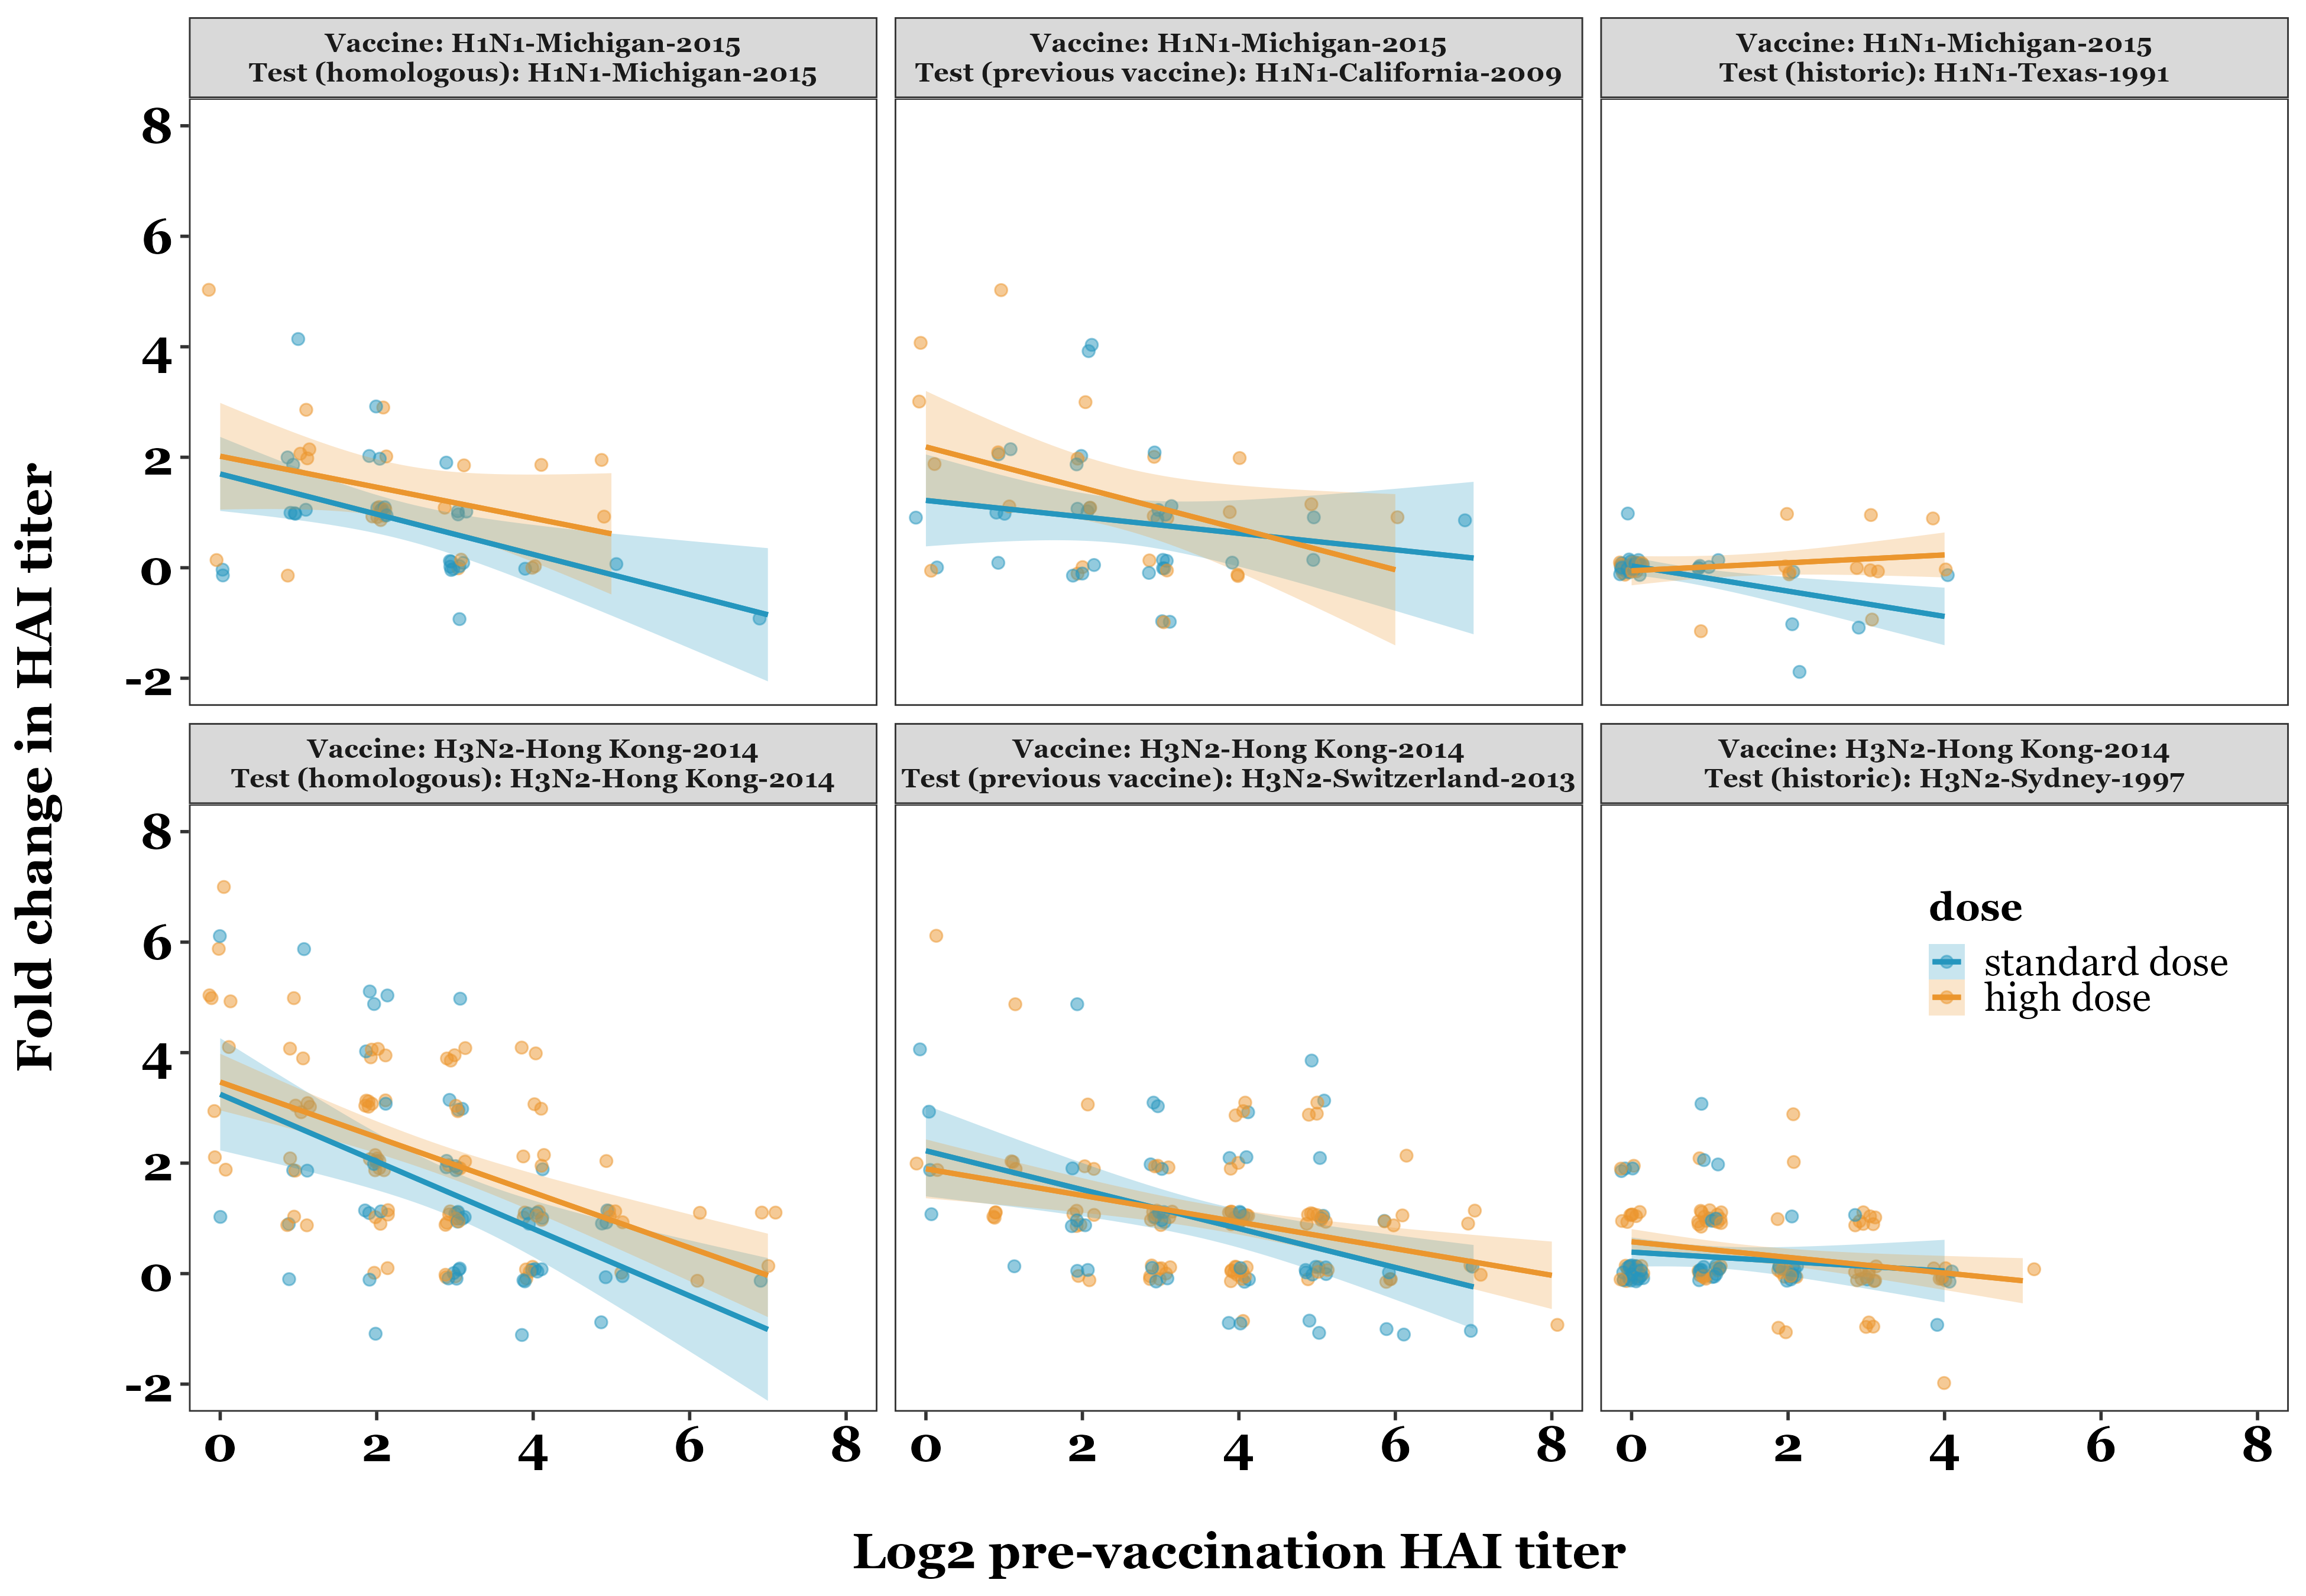 Vaccine: H1N1-Michigan-2015
Test (homologous): H1N1-Michigan-2015
Vaccine: H1N1-Michigan-2015
Test (previous vaccine): H1N1-California-2009
Vaccine: H1N1-Michigan-2015
Test (historic): H1N1-Texas-1991
8
6
4
2
0
-2
Vaccine: H3N2-Hong Kong-2014
Test (homologous): H3N2-Hong Kong-2014
Vaccine: H3N2-Hong Kong-2014
Test (previous vaccine): H3N2-Switzerland-2013
Vaccine: H3N2-Hong Kong-2014
Test (historic): H3N2-Sydney-1997
8
6
4
2
0
-2
dose
standard dose
high dose
0 2 4 6 8
0 2 4 6 8
0 2 4 6 8
Fold change in HAI titer
Log2 pre-vaccination HAI titer